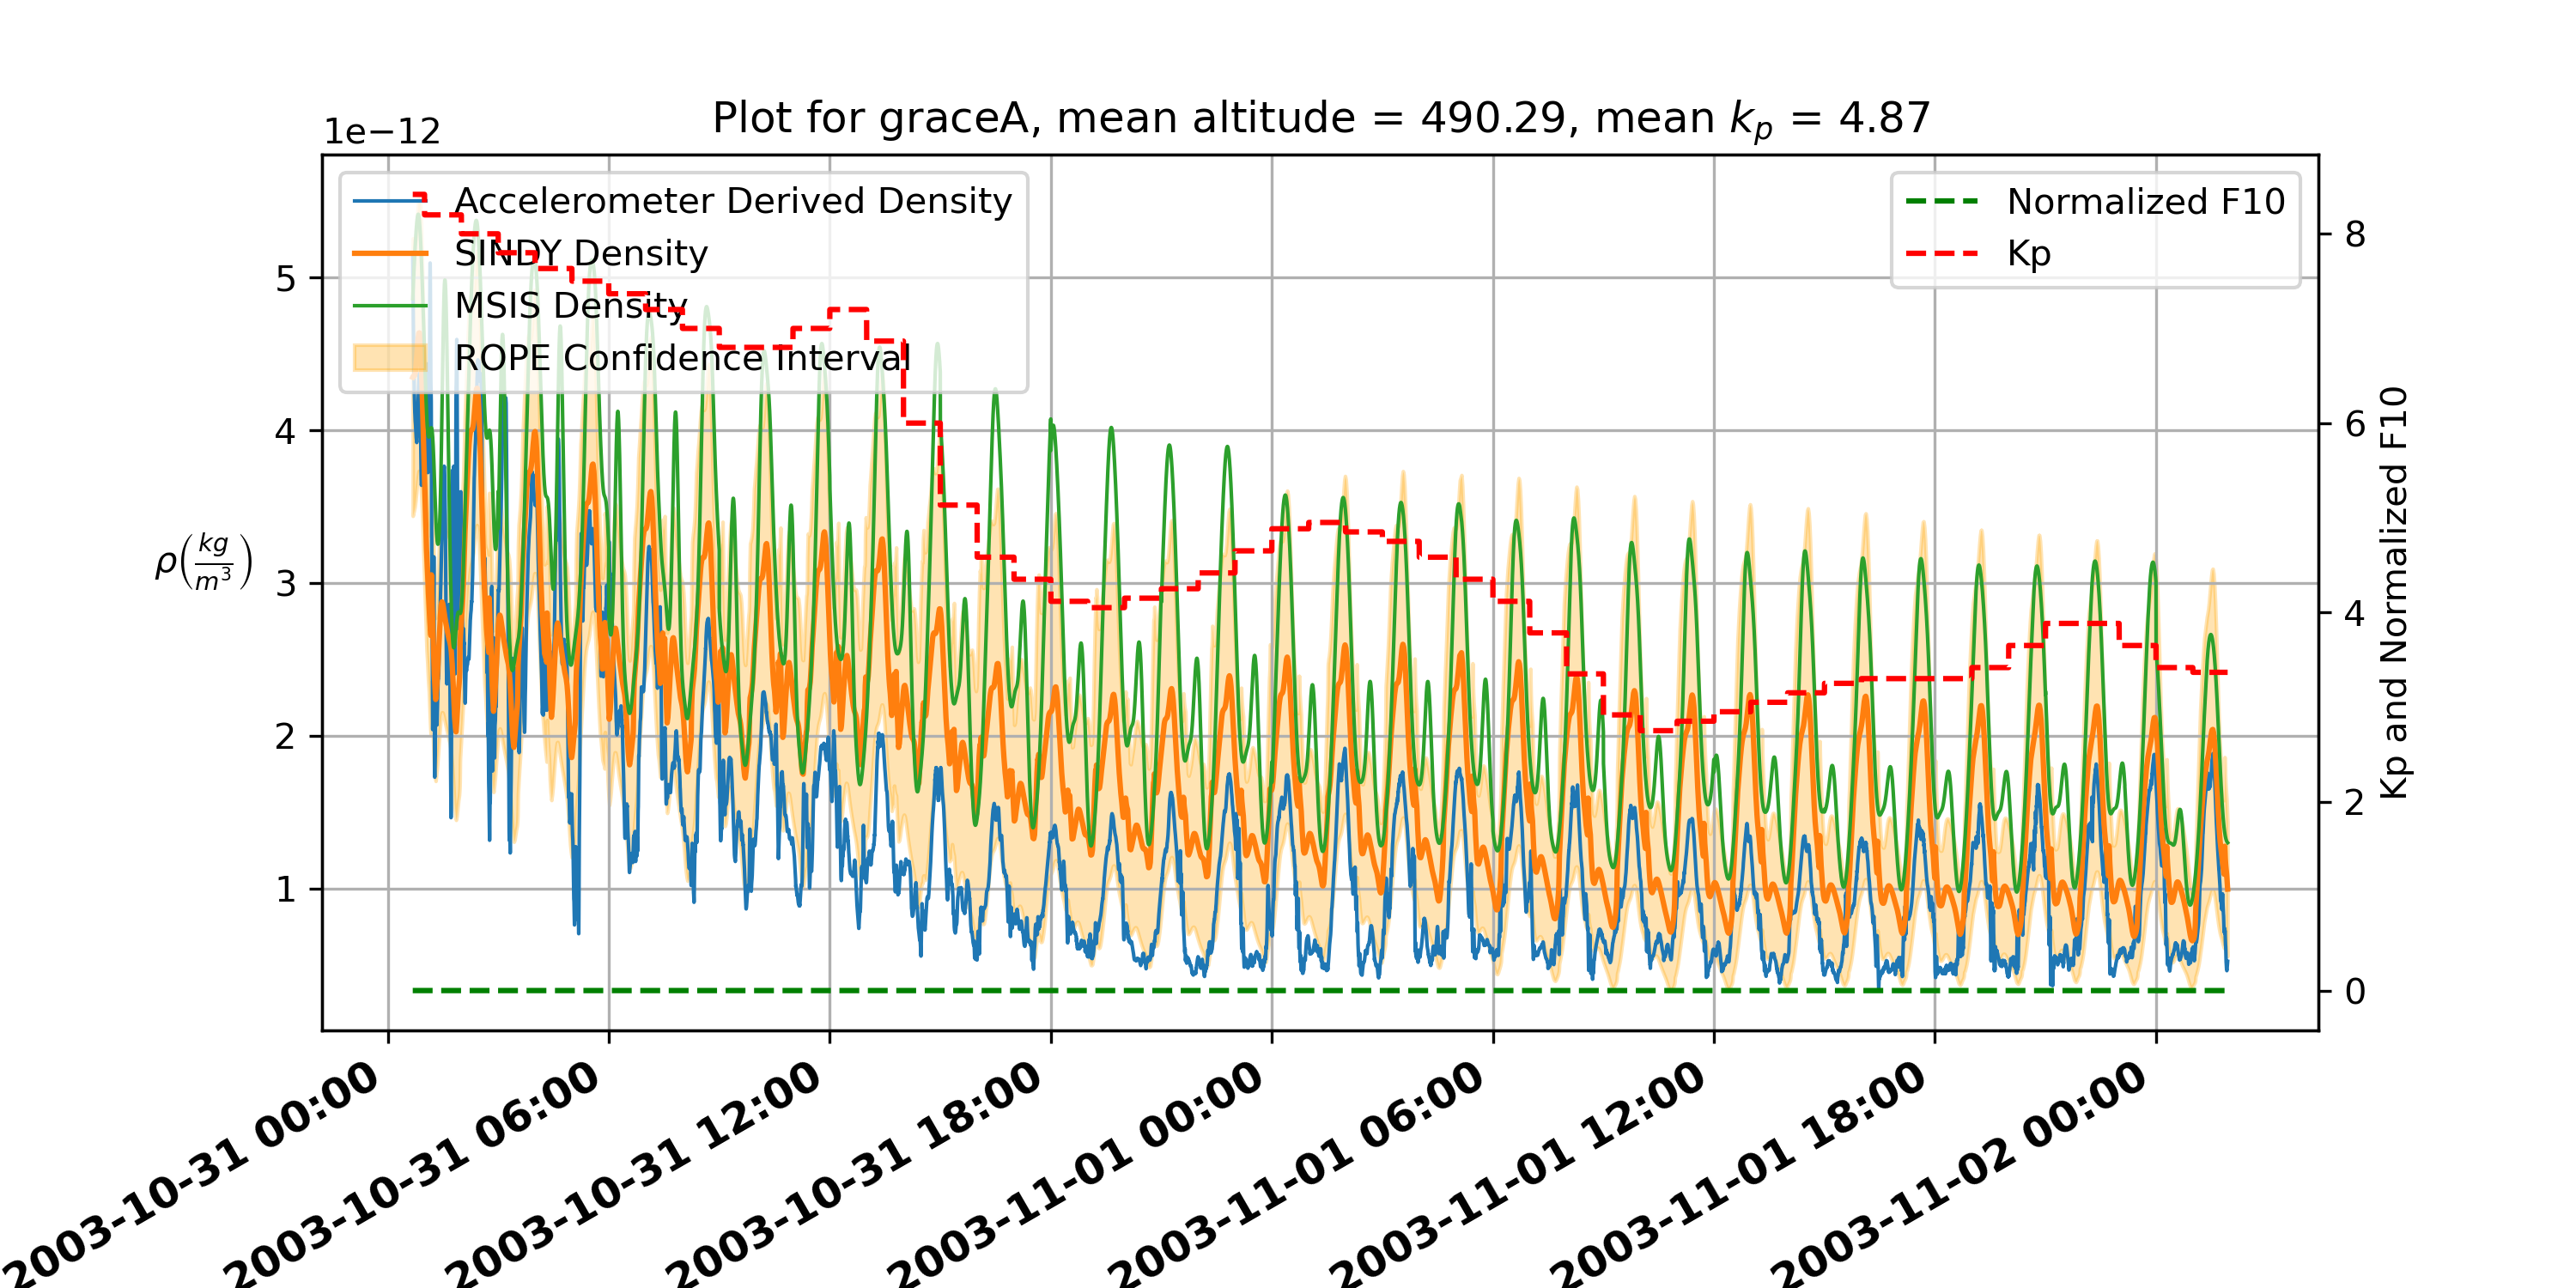 Plot for graceA, mean altitude = 490.29, mean kₚ = 4.87
1e−12
Accelerometer Derived Density
SINDY Density
MSIS Density
ROPE Confidence Interval
Normalized F10
Kp
5
4
3
2
1
ρ(kg/m³)
8
6
4
2
0
Kp and Normalized F10
2003-10-31 00:00
2003-10-31 06:00
2003-10-31 12:00
2003-10-31 18:00
2003-11-01 00:00
2003-11-01 06:00
2003-11-01 12:00
2003-11-01 18:00
2003-11-02 00:00